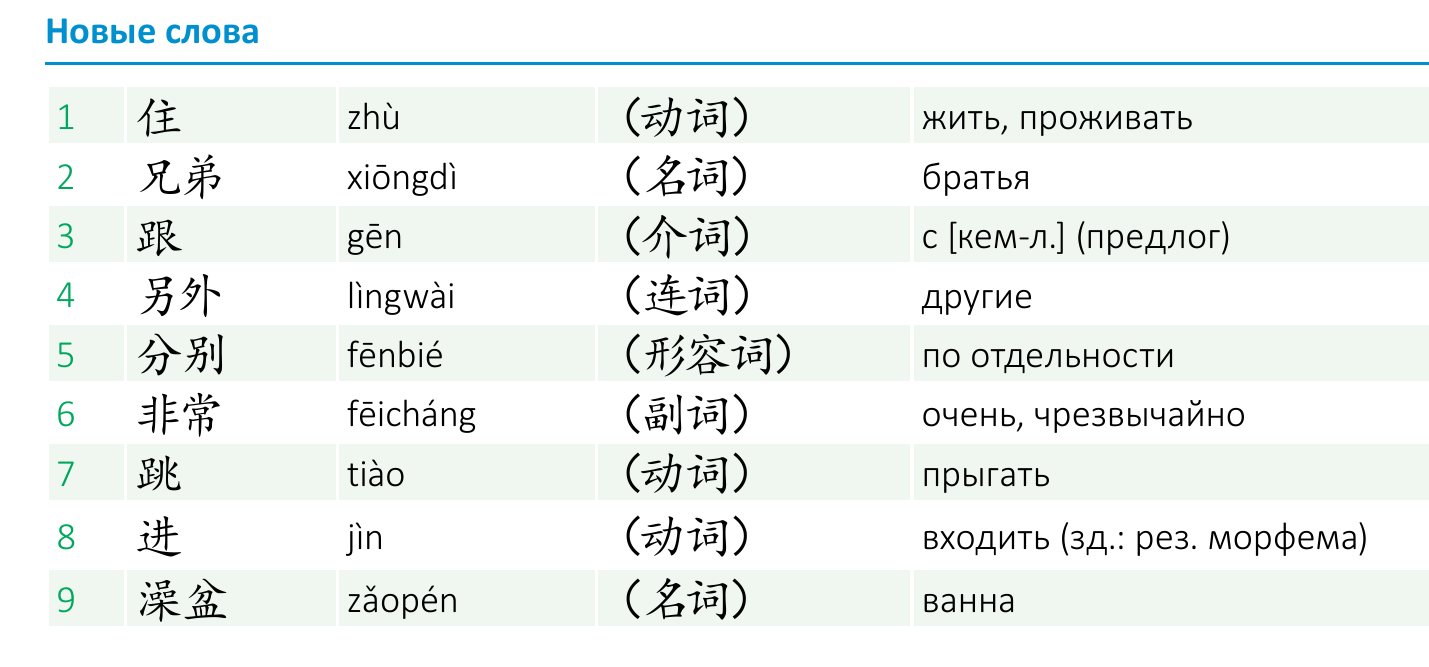 Новые слова
1 住 zhù （动词） жить, проживать
2 兄弟 xiōngdì （名词） братья
3 跟 gēn （介词） с [кем-л.] (предлог)
4 另外 lìngwài （连词） другие
5 分别 fēnbié （形容词） по отдельности
6 非常 fēicháng （副词） очень, чрезвычайно
7 跳 tiào （动词） прыгать
8 进 jìn （动词） входить (зд.: рез. морфема)
9 澡盆 zǎopén （名词） ванна